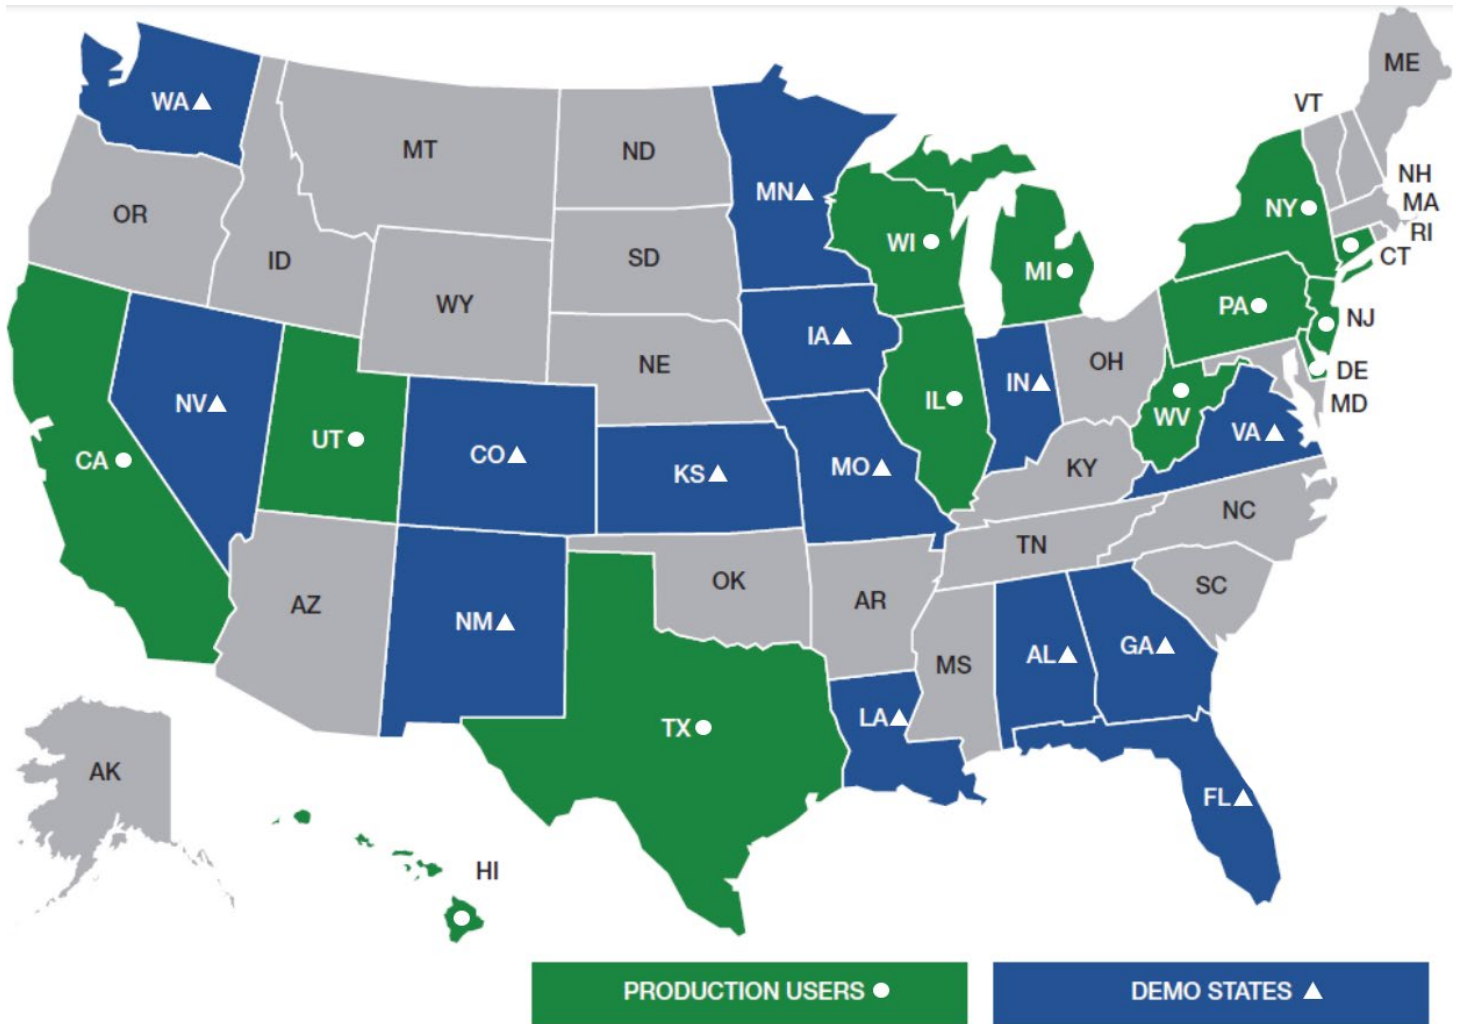 ME
VT
WA▲
MT
ND
MN▲
NH
MA
NY●
RI
OR
WI●
CT
ID
SD
MI●
WY
PA●
NJ
IA▲
NE
OH
DE
IN▲
MD
NV▲
IL●
WV
UT●
VA▲
CA●
CO▲
KS▲
MO▲
KY
NC
TN
OK
SC
AZ
AR
NM▲
AL▲
GA▲
MS
TX●
LA▲
AK
FL▲
HI
PRODUCTION USERS ●
DEMO STATES ▲